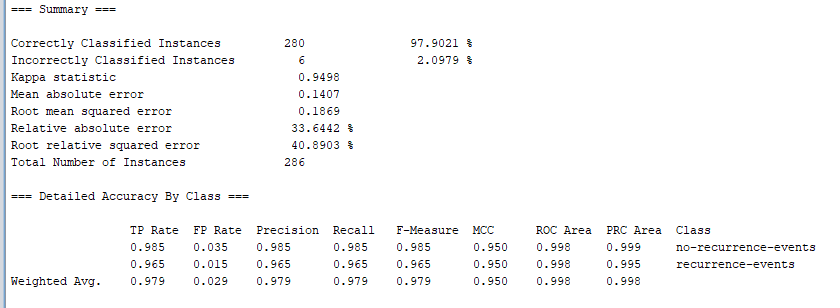 === Summary ===
Correctly Classified Instances 280 97.9021 %
Incorrectly Classified Instances 6 2.0979 %
Kappa statistic 0.9498
Mean absolute error 0.1407
Root mean squared error 0.1869
Relative absolute error 33.6442 %
Root relative squared error 40.8903 %
Total Number of Instances 286
=== Detailed Accuracy By Class ===
TP Rate FP Rate Precision Recall F-Measure MCC ROC Area PRC Area Class
0.985 0.035 0.985 0.985 0.985 0.950 0.998 0.999 no-recurrence-events
0.965 0.015 0.965 0.965 0.965 0.950 0.998 0.995 recurrence-events
Weighted Avg. 0.979 0.029 0.979 0.979 0.979 0.950 0.998 0.998